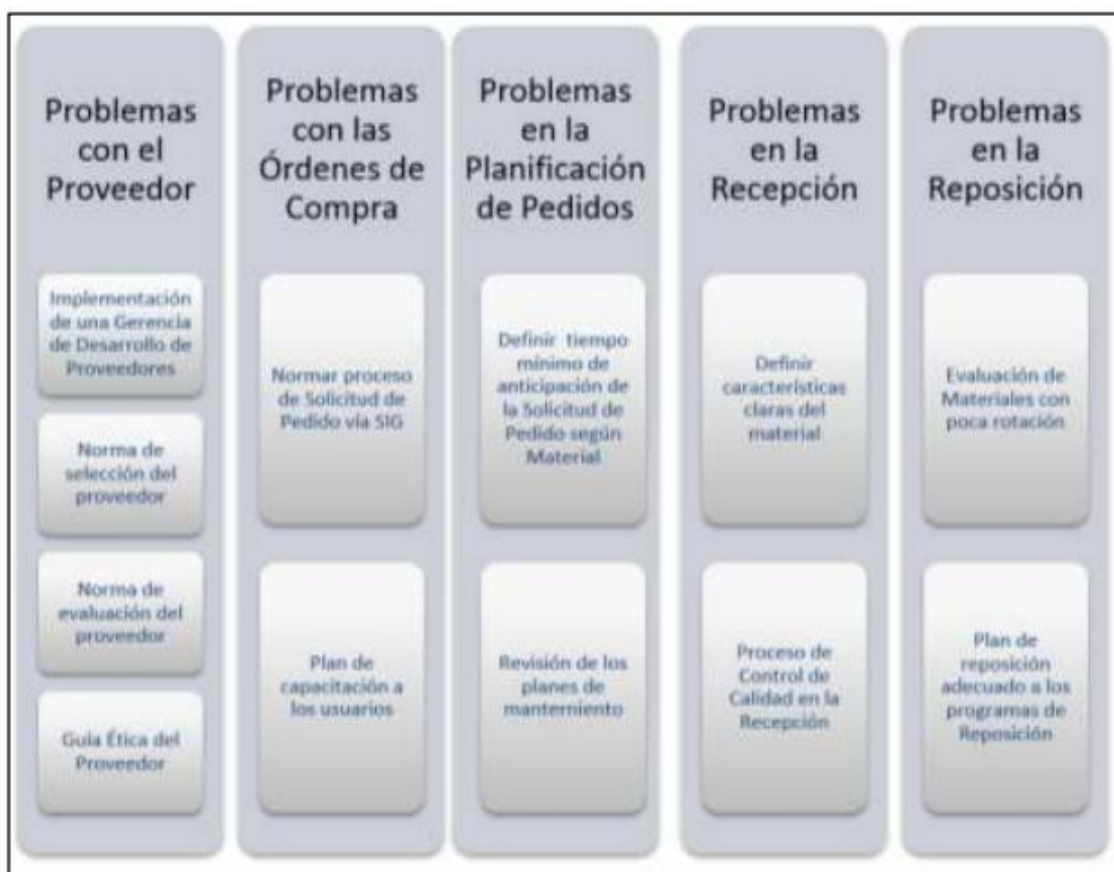 Problemas
con el
Proveedor
Implementación
de una Gerencia
de Desarrollo de
Proveedores
Norma de
selección del
proveedor
Norma de
evaluación del
proveedor
Guía Ética del
Proveedor
Problemas
con las
Órdenes de
Compra
Normar proceso
de Solicitud de
Pedido vía SIG
Plan de
capacitación a
los usuarios
Problemas
en la
Planificación
de Pedidos
Definir tiempo
mínimo de
anticipación de
la Solicitud de
Pedido según
Material
Revisión de los
planes de
manterniento
Problemas
en la
Recepción
Definir
características
claras del
material
Proceso de
Control de
Calidad en la
Recepción
Problemas
en la
Reposición
Evaluación de
Materiales con
poca rotación
Plan de
reposición
adecuado a los
programas de
Reposición